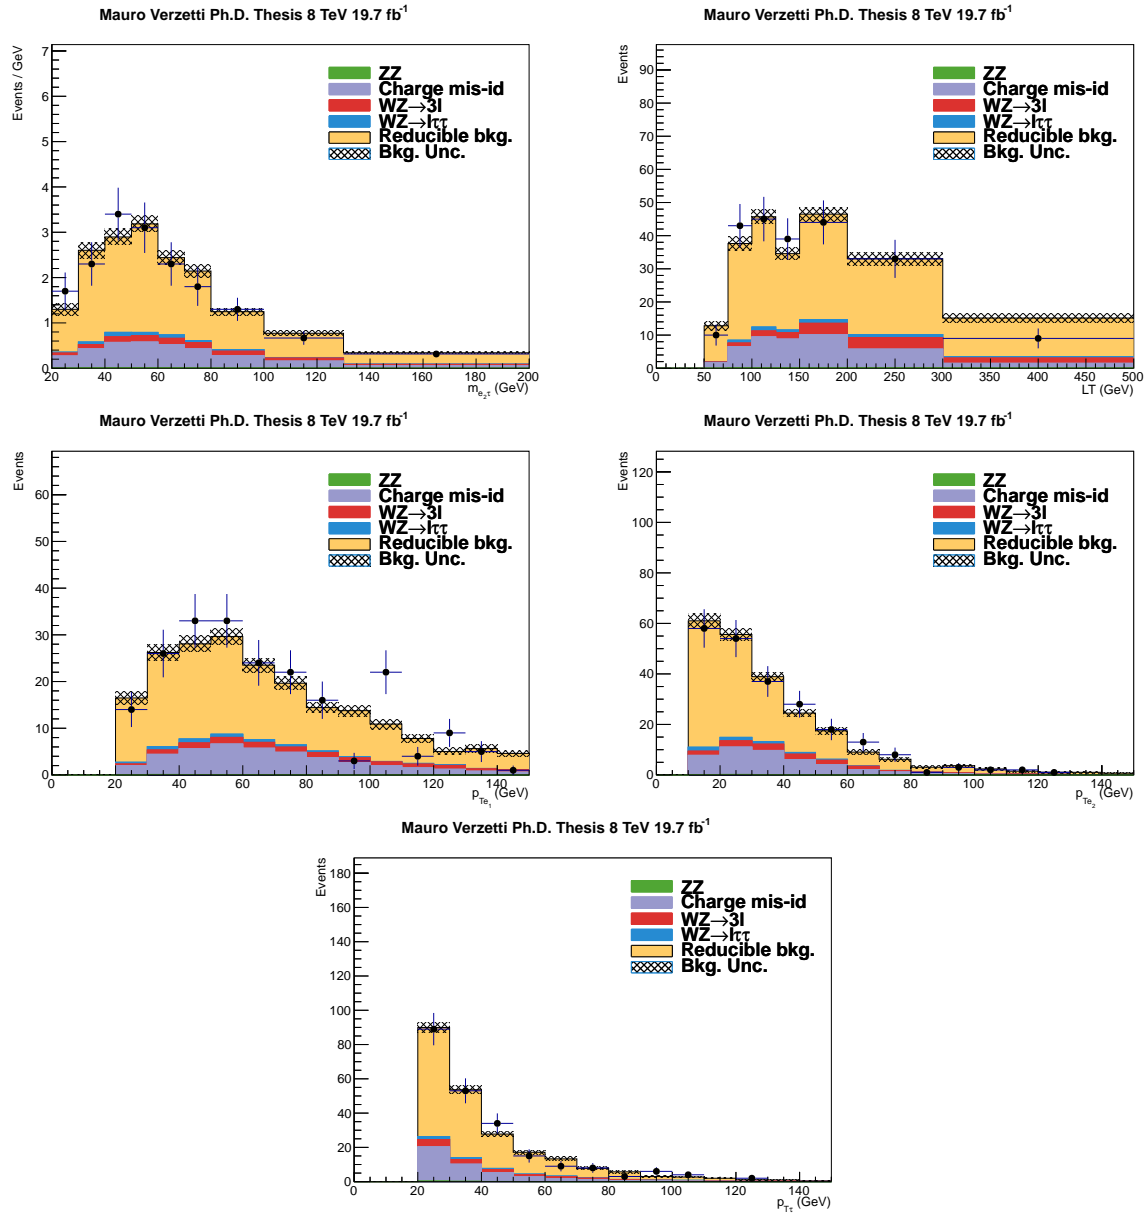 Mauro Verzetti Ph.D. Thesis 8 TeV 19.7 fb⁻¹
Events / GeV
7
6
5
4
3
2
1
0
ZZ
Charge mis-id
WZ→3l
WZ→lττ
Reducible bkg.
Bkg. Unc.
20 40 60 80 100 120 140 160 180 200
m_{e₂τ} (GeV)
Mauro Verzetti Ph.D. Thesis 8 TeV 19.7 fb⁻¹
Events
90
80
70
60
50
40
30
20
10
0
ZZ
Charge mis-id
WZ→3l
WZ→lττ
Reducible bkg.
Bkg. Unc.
0 50 100 150 200 250 300 350 400 450 500
LT (GeV)
Mauro Verzetti Ph.D. Thesis 8 TeV 19.7 fb⁻¹
Events
60
50
40
30
20
10
0
ZZ
Charge mis-id
WZ→3l
WZ→lττ
Reducible bkg.
Bkg. Unc.
0 20 40 60 80 100 120 140
p_{Te₁} (GeV)
Mauro Verzetti Ph.D. Thesis 8 TeV 19.7 fb⁻¹
Events
120
100
80
60
40
20
0
ZZ
Charge mis-id
WZ→3l
WZ→lττ
Reducible bkg.
Bkg. Unc.
0 20 40 60 80 100 120 140
p_{Te₂} (GeV)
Mauro Verzetti Ph.D. Thesis 8 TeV 19.7 fb⁻¹
Events
180
160
140
120
100
80
60
40
20
0
ZZ
Charge mis-id
WZ→3l
WZ→lττ
Reducible bkg.
Bkg. Unc.
0 20 40 60 80 100 120 140
p_{Tτ} (GeV)